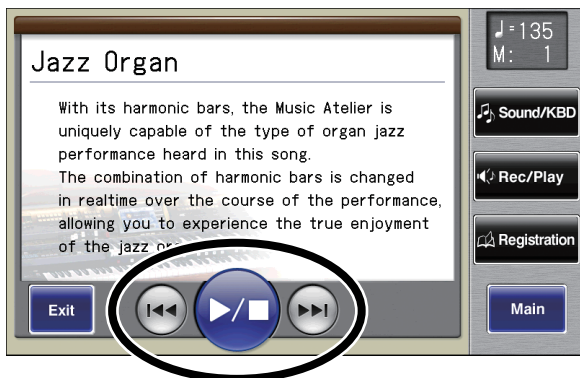 Jazz Organ
With its harmonic bars, the Music Atelier is
uniquely capable of the type of organ jazz
performance heard in this song.
The combination of harmonic bars is changed
in realtime over the course of the performance,
allowing you to experience the true enjoyment
of the jazz
Exit
♩=135
M: 1
Sound/KBD
Rec/Play
Registration
Main